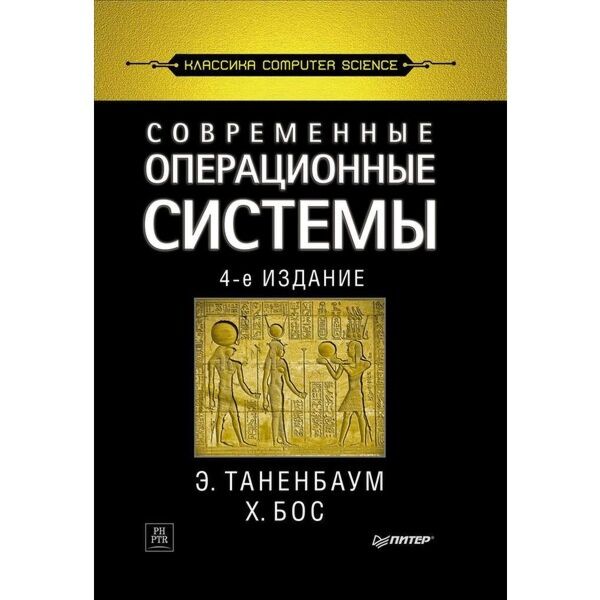 КЛАССИКА COMPUTER SCIENCE
СОВРЕМЕННЫЕ
ОПЕРАЦИОННЫЕ
СИСТЕМЫ
4-е ИЗДАНИЕ
Э. ТАНЕНБАУМ
Х. БОС
PH
PTR
ПИТЕР®